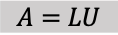 A = LU